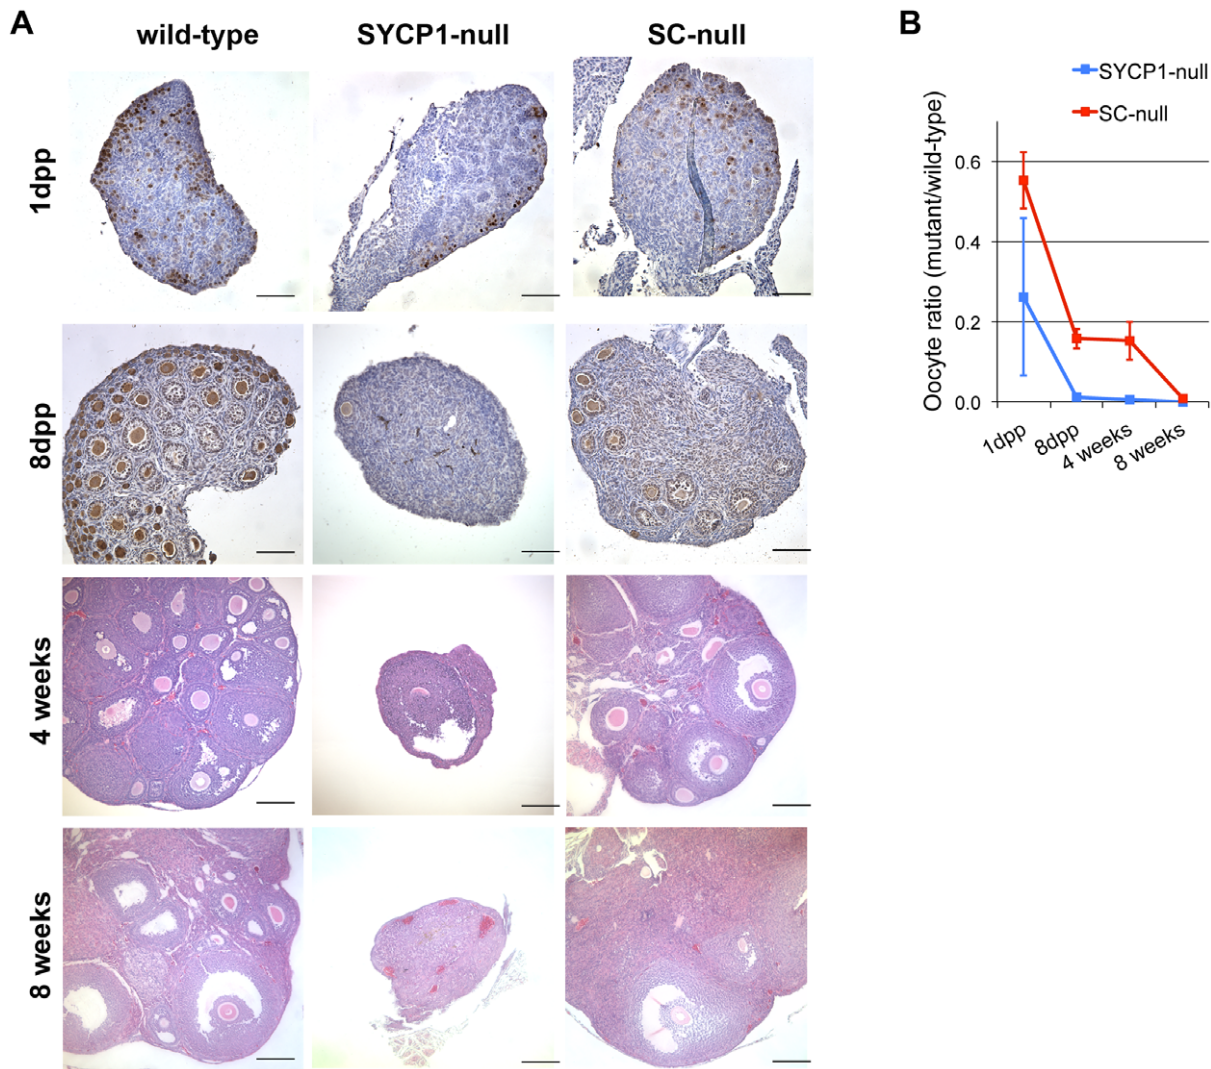 A
wild-type
SYCP1-null
SC-null
1dpp
8dpp
4 weeks
8 weeks
B
SYCP1-null
SC-null
Oocyte ratio (mutant/wild-type)
0.6
0.4
0.2
0.0
1dpp
8dpp
4 weeks
8 weeks